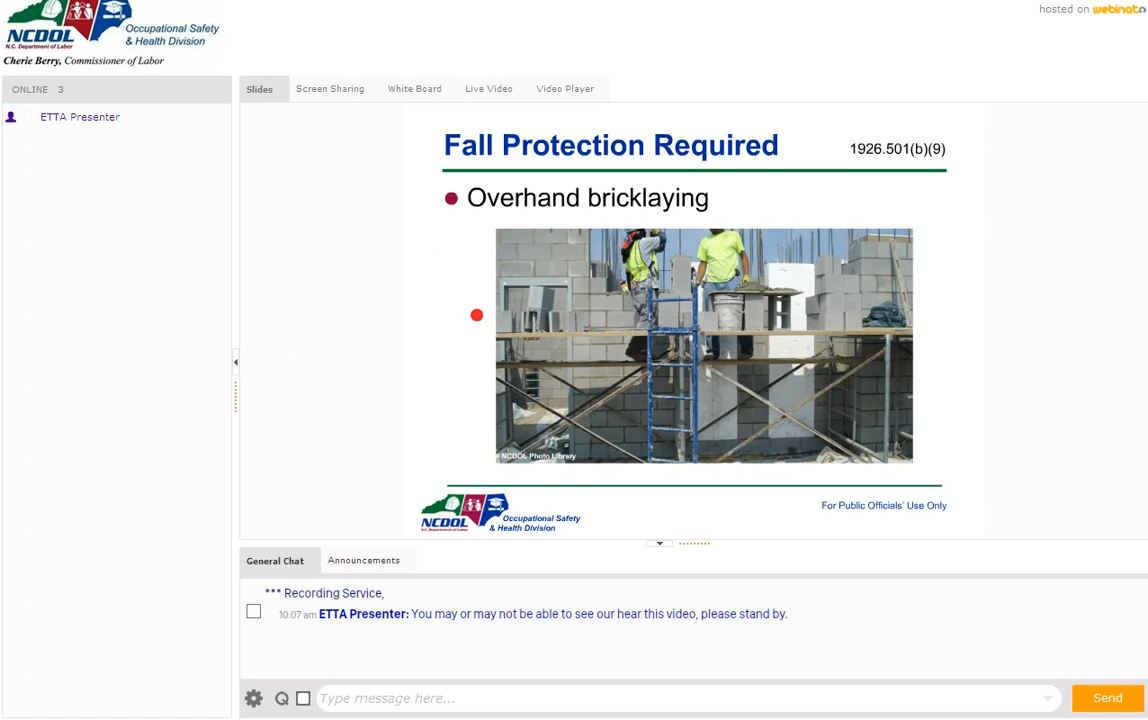 hosted on webinato
NCDOL
N.C. Department of Labor
Occupational Safety
& Health Division
Cherie Berry, Commissioner of Labor
ONLINE 3
ETTA Presenter
Slides Screen Sharing White Board Live Video Video Player
Fall Protection Required 1926.501(b)(9)
Overhand bricklaying
NCDOL Photo Library
NCDOL
N.C. Department of Labor
Occupational Safety
& Health Division
For Public Officials' Use Only
General Chat Announcements
*** Recording Service,
10:07 am ETTA Presenter: You may or may not be able to see our hear this video, please stand by.
Type message here... Send